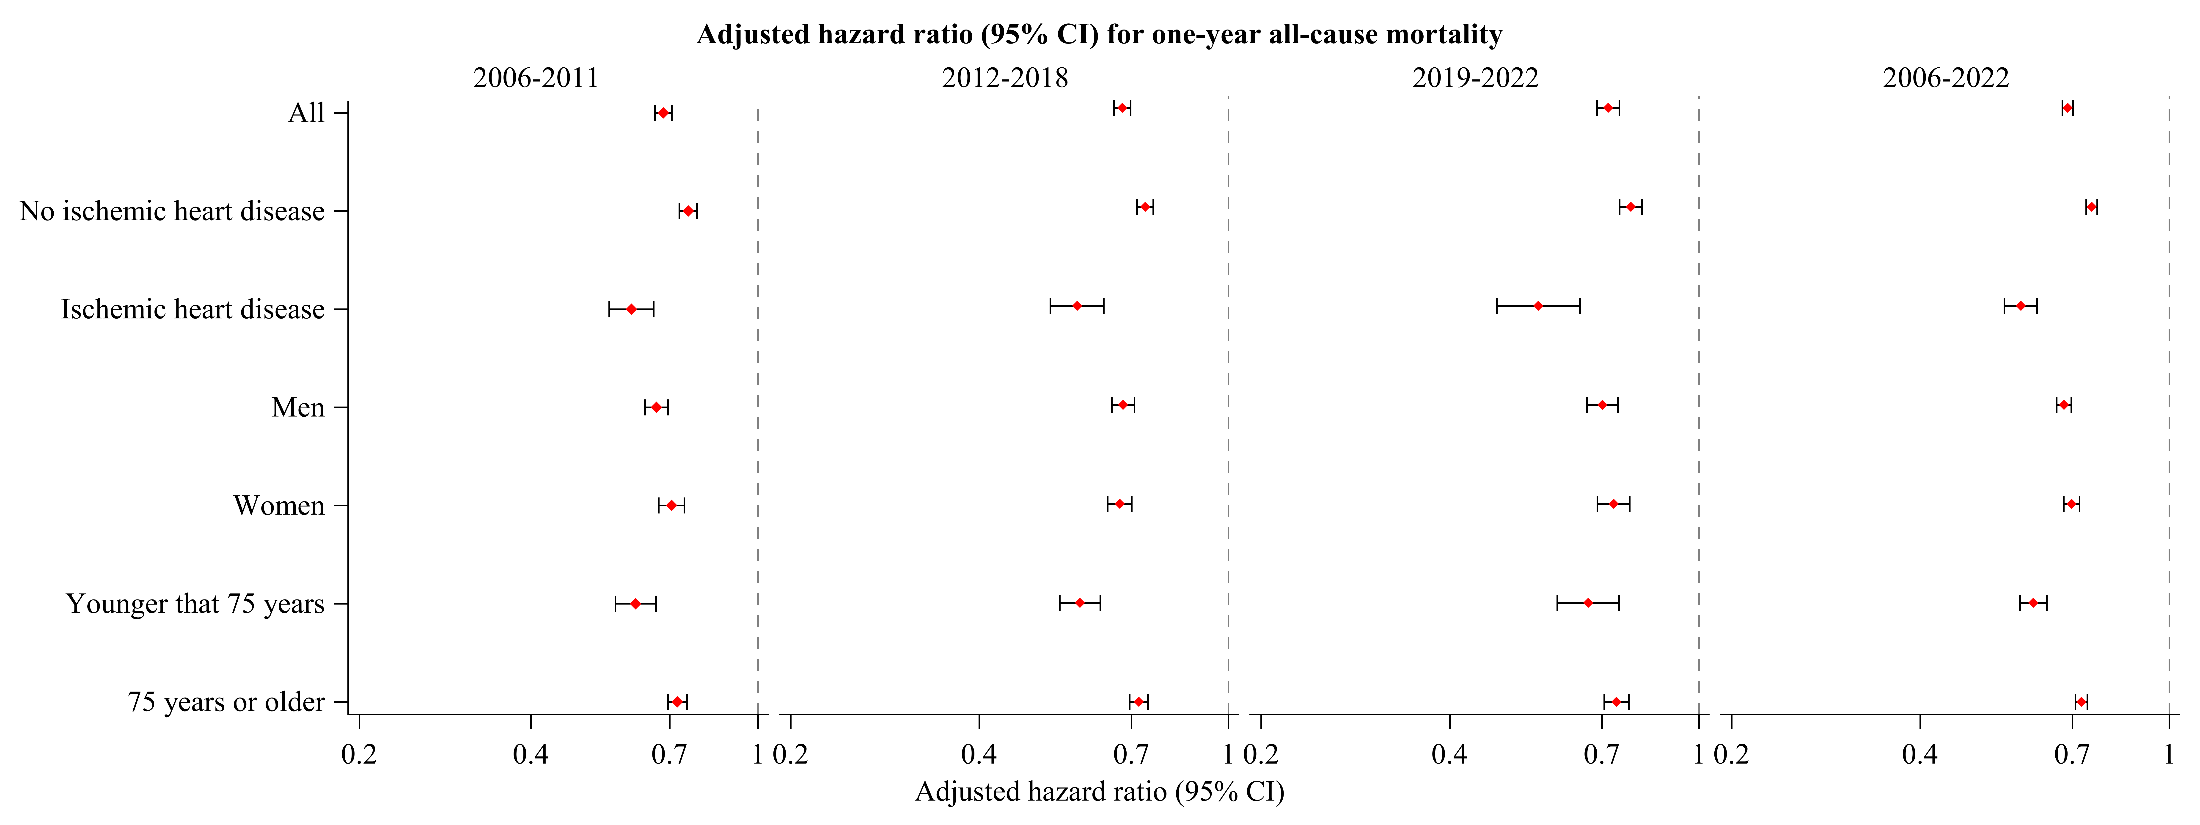 Adjusted hazard ratio (95% CI) for one-year all-cause mortality
2006-2011 2012-2018 2019-2022 2006-2022
All
No ischemic heart disease
Ischemic heart disease
Men
Women
Younger that 75 years
75 years or older
0.2 0.4 0.7 1 0.2 0.4 0.7 1 0.2 0.4 0.7 1 0.2 0.4 0.7 1
Adjusted hazard ratio (95% CI)